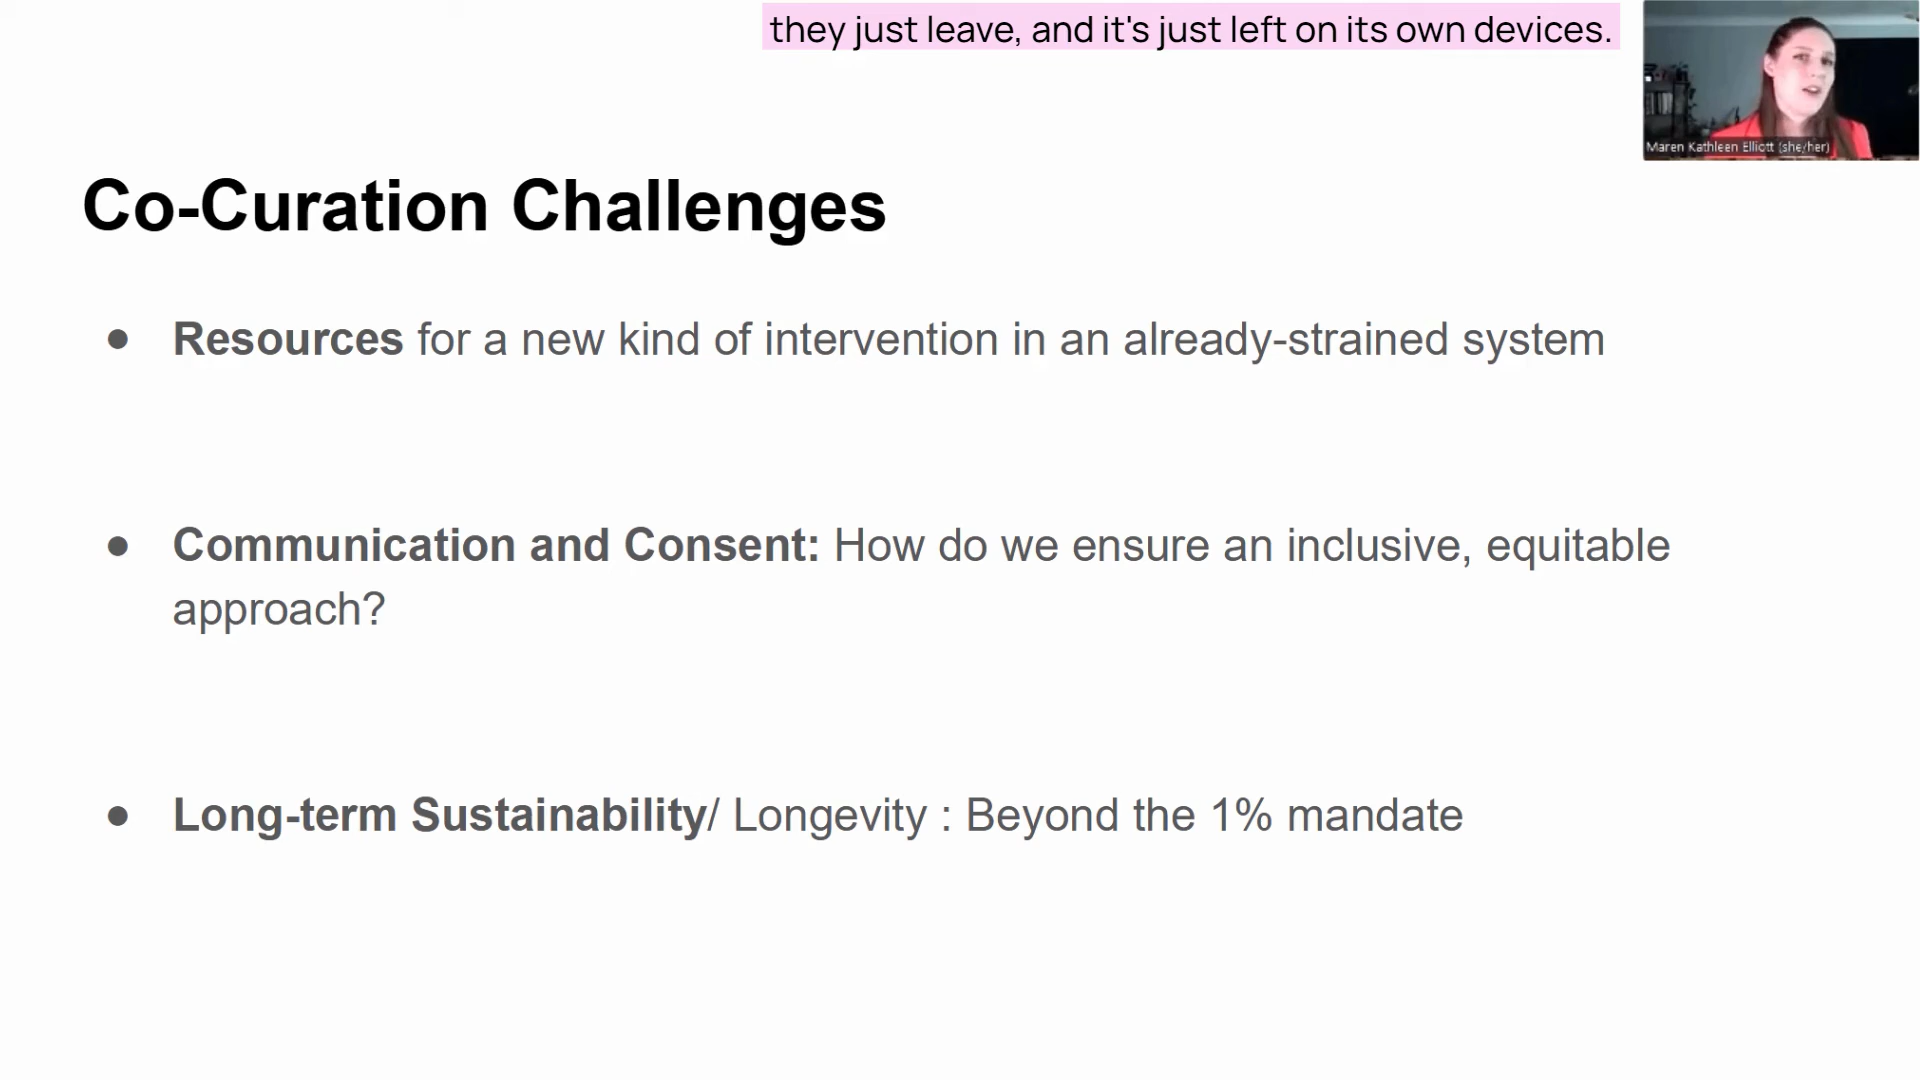 they just leave, and it's just left on its own devices.
Maren Kathleen Elliott (she/her)
Co-Curation Challenges
● Resources for a new kind of intervention in an already-strained system
● Communication and Consent: How do we ensure an inclusive, equitable
approach?
● Long-term Sustainability/ Longevity : Beyond the 1% mandate